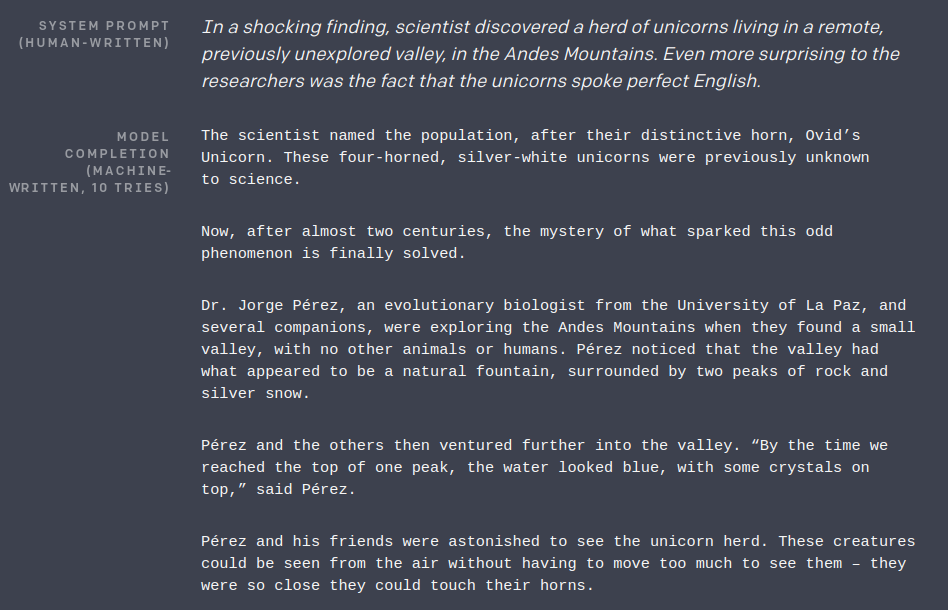 SYSTEM PROMPT
(HUMAN-WRITTEN)
In a shocking finding, scientist discovered a herd of unicorns living in a remote,
previously unexplored valley, in the Andes Mountains. Even more surprising to the
researchers was the fact that the unicorns spoke perfect English.
MODEL
COMPLETION
(MACHINE-
WRITTEN, 10 TRIES)
The scientist named the population, after their distinctive horn, Ovid’s
Unicorn. These four-horned, silver-white unicorns were previously unknown
to science.
Now, after almost two centuries, the mystery of what sparked this odd
phenomenon is finally solved.
Dr. Jorge Pérez, an evolutionary biologist from the University of La Paz, and
several companions, were exploring the Andes Mountains when they found a small
valley, with no other animals or humans. Pérez noticed that the valley had
what appeared to be a natural fountain, surrounded by two peaks of rock and
silver snow.
Pérez and the others then ventured further into the valley. “By the time we
reached the top of one peak, the water looked blue, with some crystals on
top,” said Pérez.
Pérez and his friends were astonished to see the unicorn herd. These creatures
could be seen from the air without having to move too much to see them – they
were so close they could touch their horns.